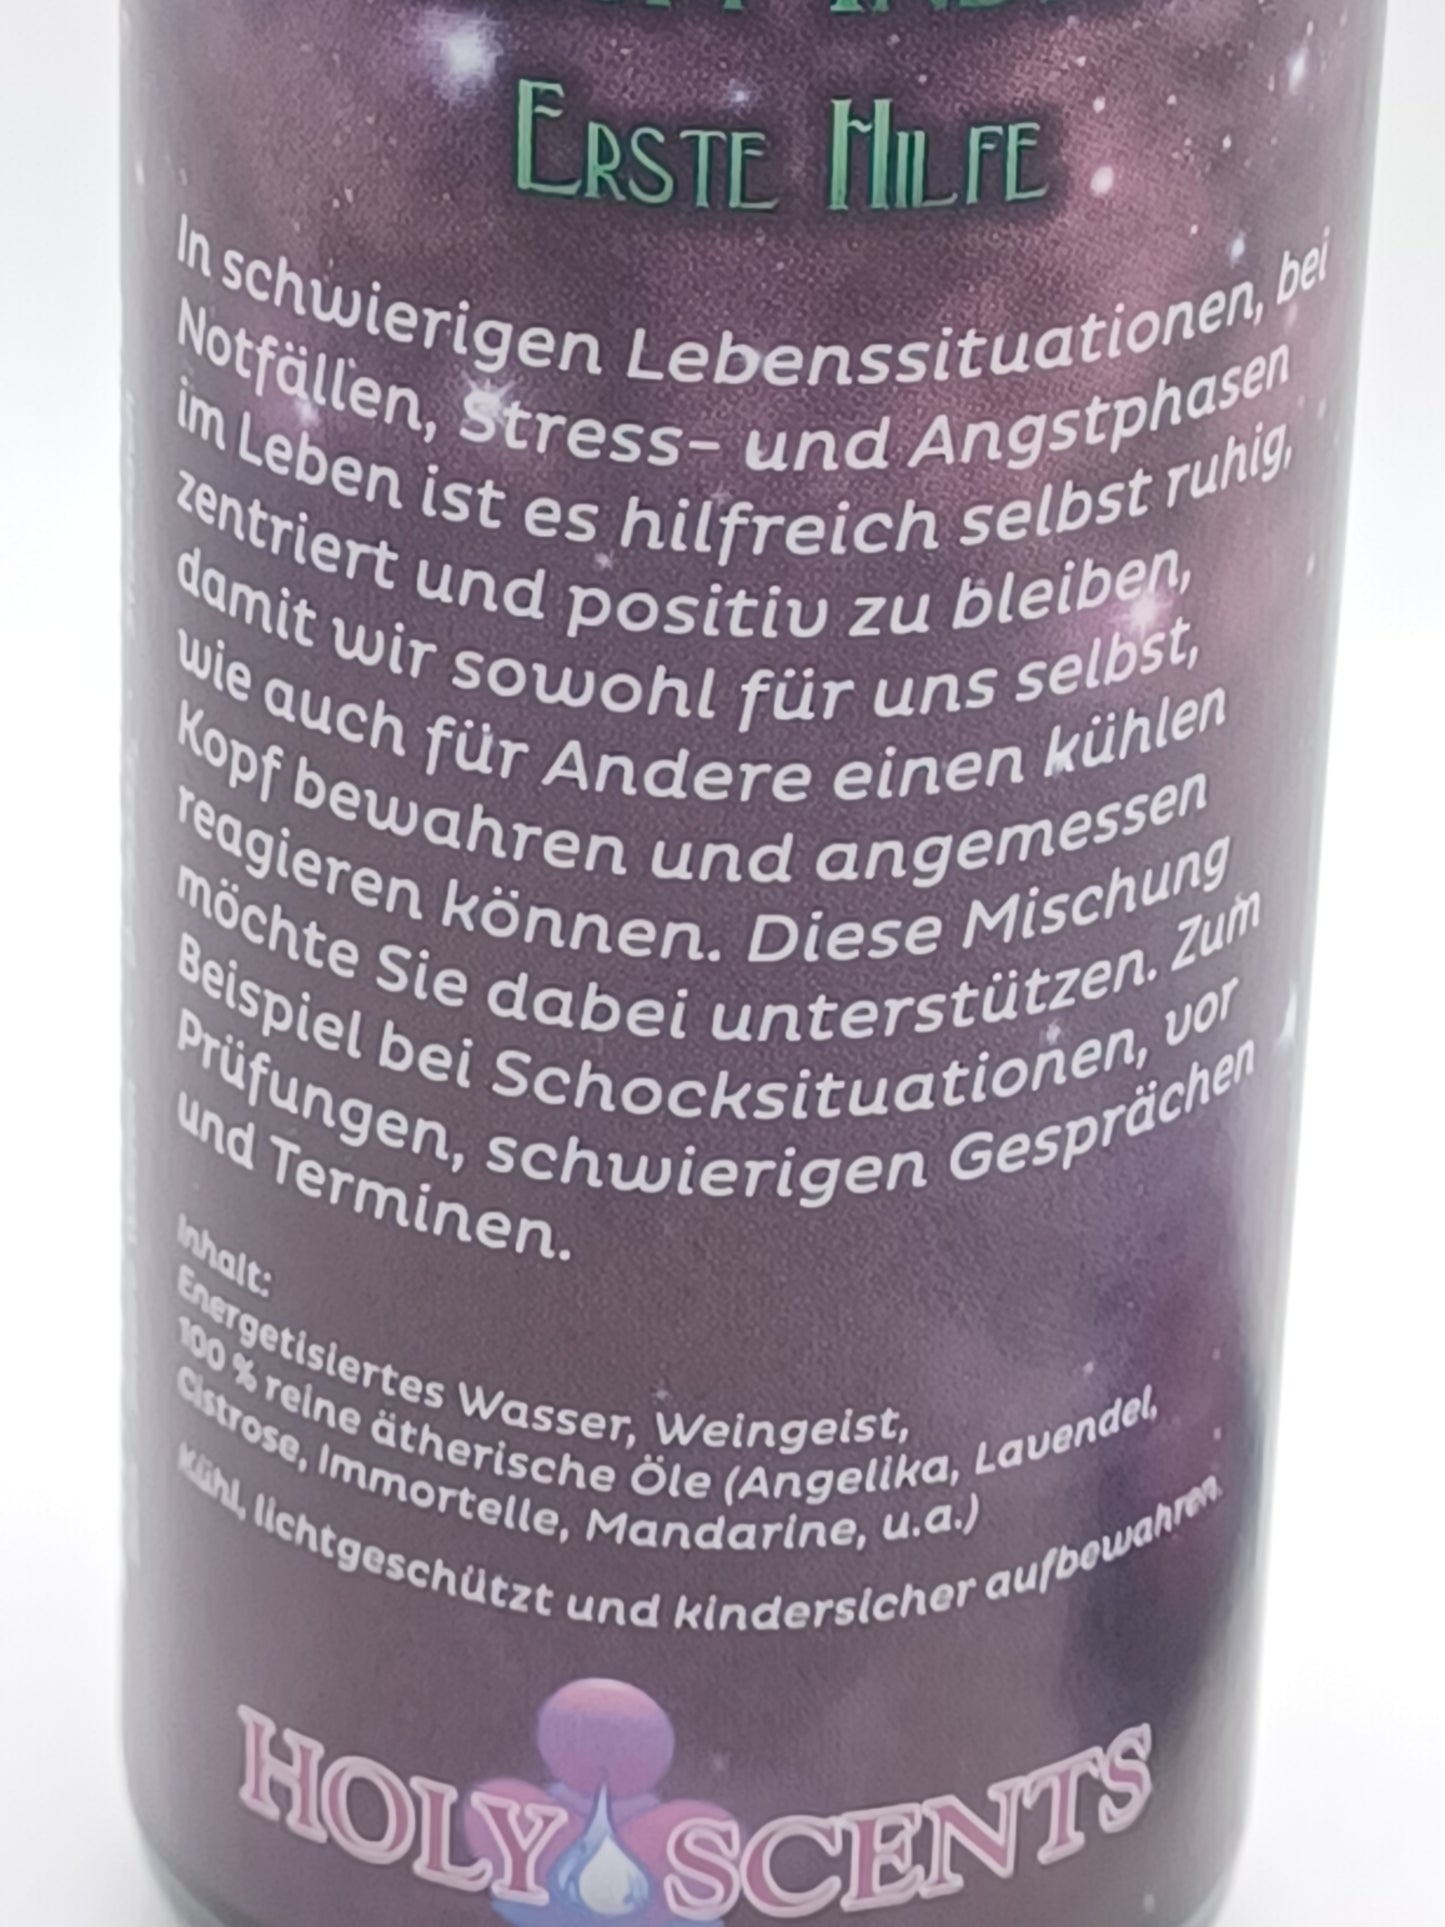 Erste Hilfe
In schwierigen Lebenssituationen, bei
Notfällen, Stress- und Angstphasen
im Leben ist es hilfreich selbst ruhig,
zentriert und positiv zu bleiben,
damit wir sowohl für uns selbst,
wie auch für Andere einen kühlen
Kopf bewahren und angemessen
reagieren können. Diese Mischung
möchte Sie dabei unterstützen. Zum
Beispiel bei Schocksituationen, vor
Prüfungen, schwierigen Gesprächen
und Terminen.
Inhalt:
Energetisiertes Wasser, Weingeist,
100 % reine ätherische Öle (Angelika, Lavendel,
Cistrose, Immortelle, Mandarine, u.a.)
Kühl, lichtgeschützt und kindersicher aufbewahren.
HOLY SCENTS